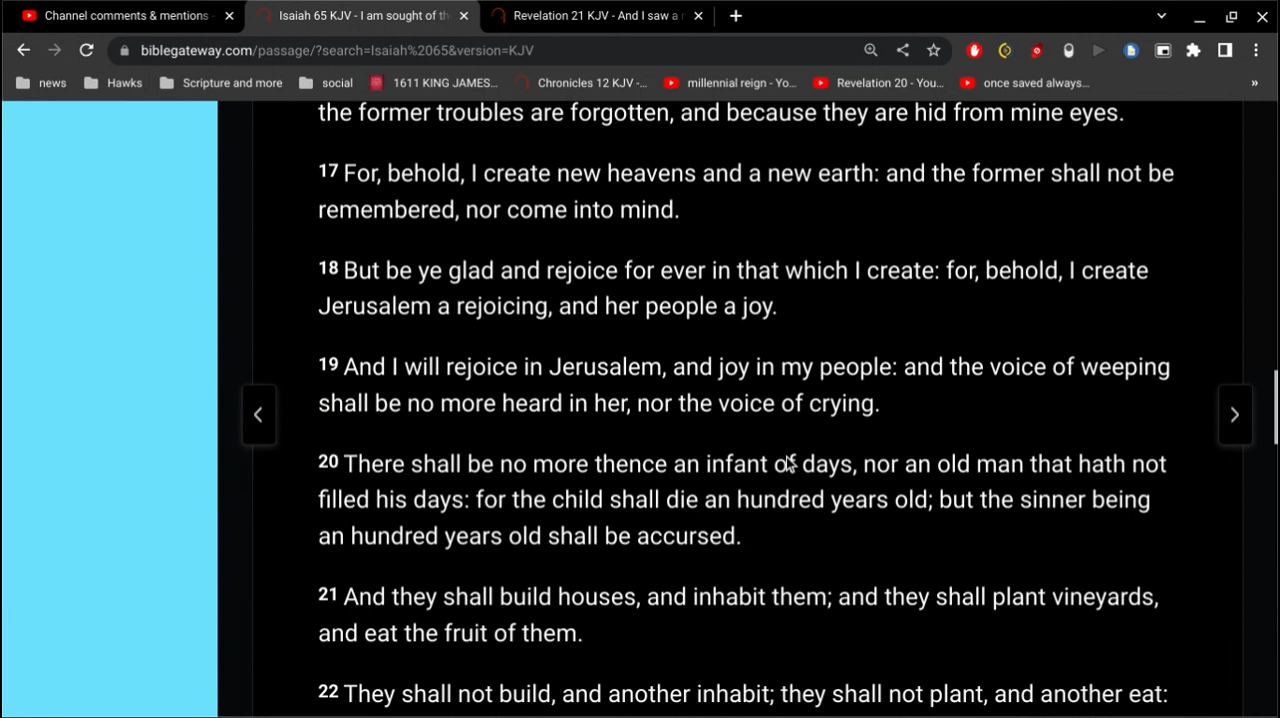 Channel comments & mentions
Isaiah 65 KJV - I am sought of th
Revelation 21 KJV - And I saw a
biblegateway.com/passage/?search=Isaiah%2065&version=KJV
news
Hawks
Scripture and more
social
1611 KING JAMES...
Chronicles 12 KJV -...
millennial reign - Yo...
Revelation 20 - You...
once saved always...
the former troubles are forgotten, and because they are hid from mine eyes.
17 For, behold, I create new heavens and a new earth: and the former shall not be
remembered, nor come into mind.
18 But be ye glad and rejoice for ever in that which I create: for, behold, I create
Jerusalem a rejoicing, and her people a joy.
19 And I will rejoice in Jerusalem, and joy in my people: and the voice of weeping
shall be no more heard in her, nor the voice of crying.
20 There shall be no more thence an infant of days, nor an old man that hath not
filled his days: for the child shall die an hundred years old; but the sinner being
an hundred years old shall be accursed.
21 And they shall build houses, and inhabit them; and they shall plant vineyards,
and eat the fruit of them.
22 They shall not build, and another inhabit; they shall not plant, and another eat: